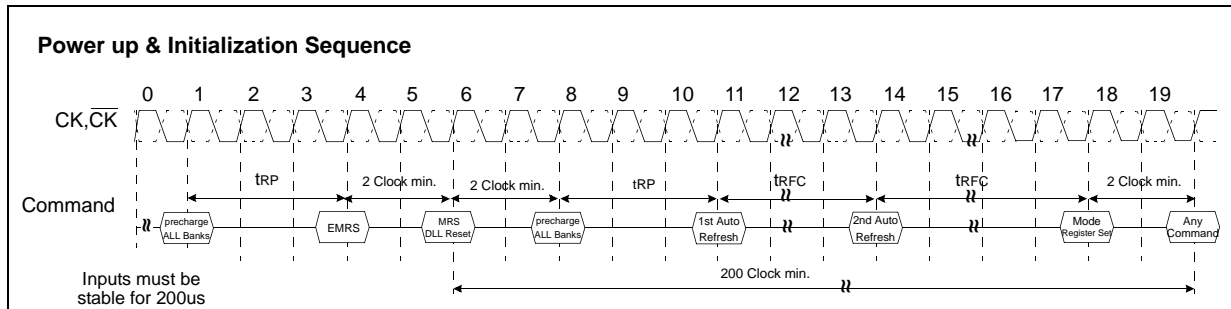 Power up & Initialization Sequence
0 1 2 3 4 5 6 7 8 9 10 11 12 13 14 15 16 17 18 19
CK,CK
tRP 2 Clock min. 2 Clock min. tRP tRFC tRFC 2 Clock min.
Command
precharge
ALL Banks
EMRS
MRS
DLL Reset
precharge
ALL Banks
1st Auto
Refresh
2nd Auto
Refresh
Mode
Register Set
Any
Command
200 Clock min.
Inputs must be
stable for 200us